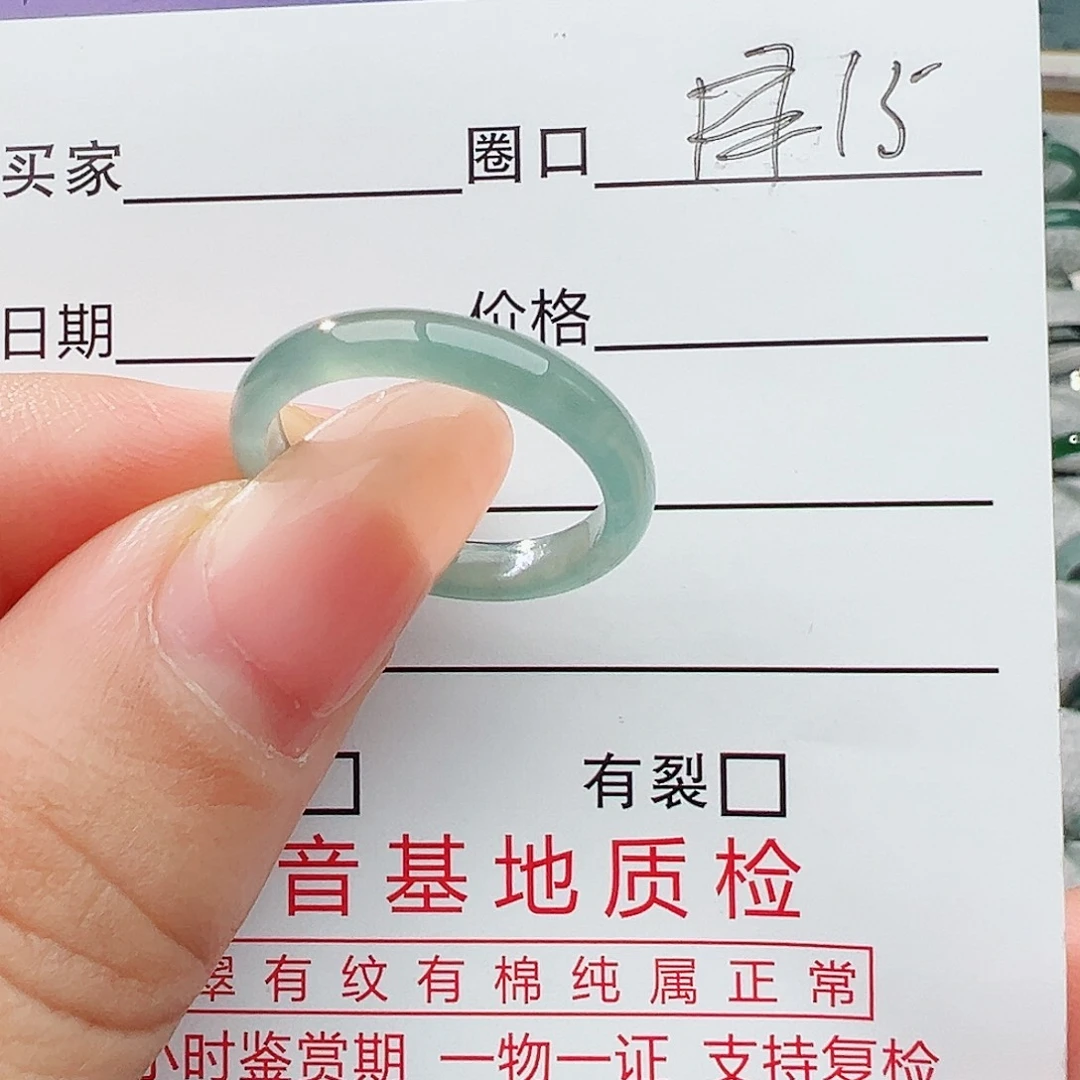 买家 圈口 15
日期 价格
有裂
音基地质检
翠有纹有棉纯属正常
小时鉴赏期 一物一证 支持复检